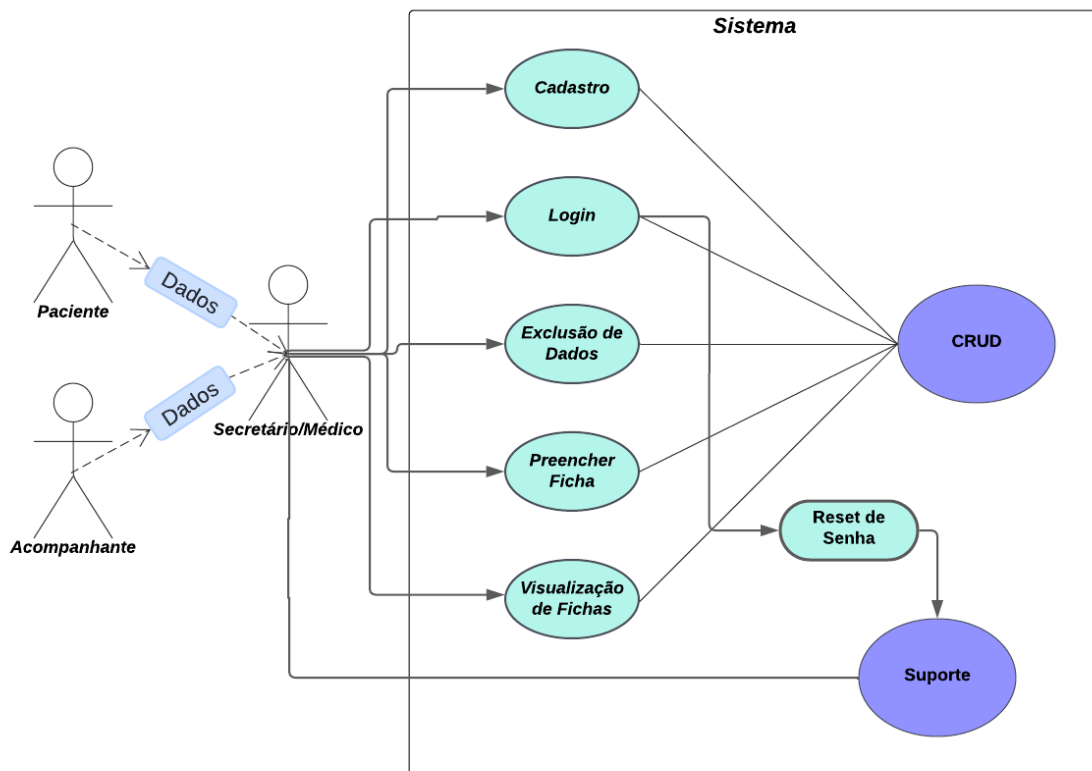 Sistema
Cadastro
Login
Dados
Paciente
Exclusão de
Dados
CRUD
Dados
Secretário/Médico
Preencher
Ficha
Acompanhante
Reset de
Senha
Visualização
de Fichas
Suporte